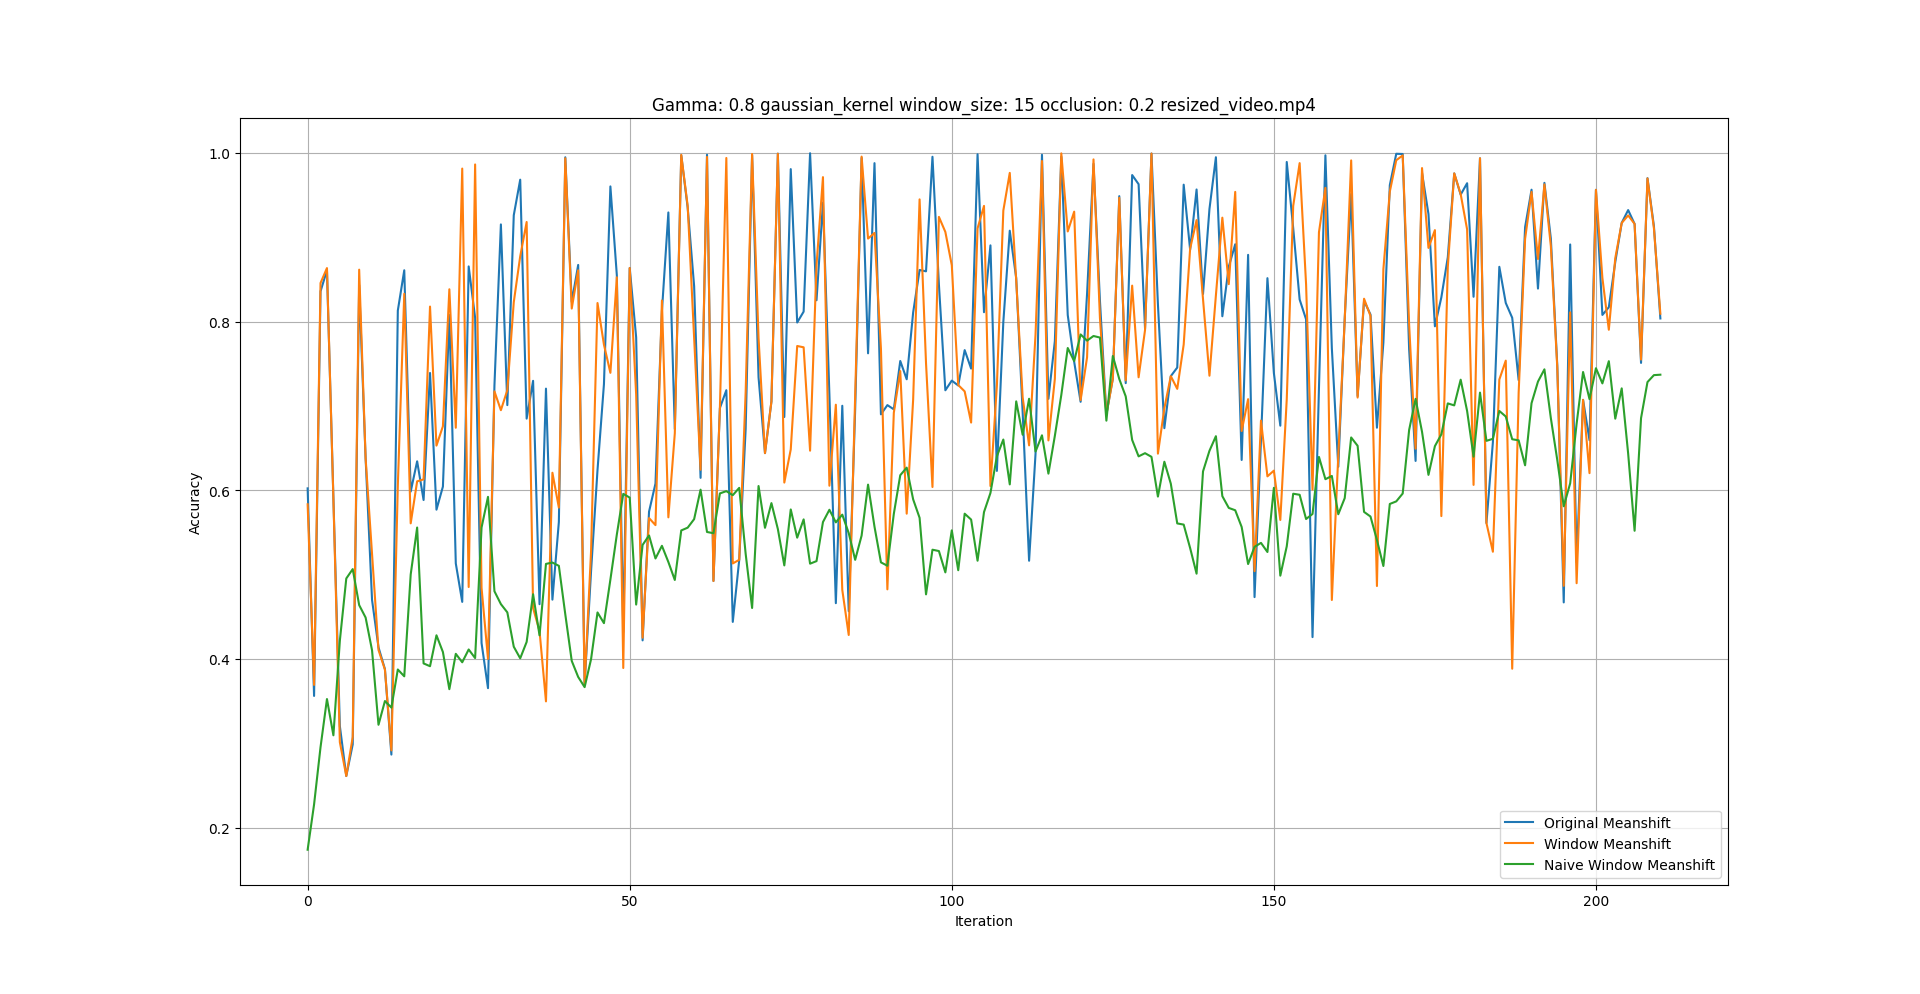 Gamma: 0.8 gaussian_kernel window_size: 15 occlusion: 0.2 resized_video.mp4
1.0
0.8
0.6
0.4
0.2
Accuracy
0 50 100 150 200
Iteration
Original Meanshift
Window Meanshift
Naive Window Meanshift